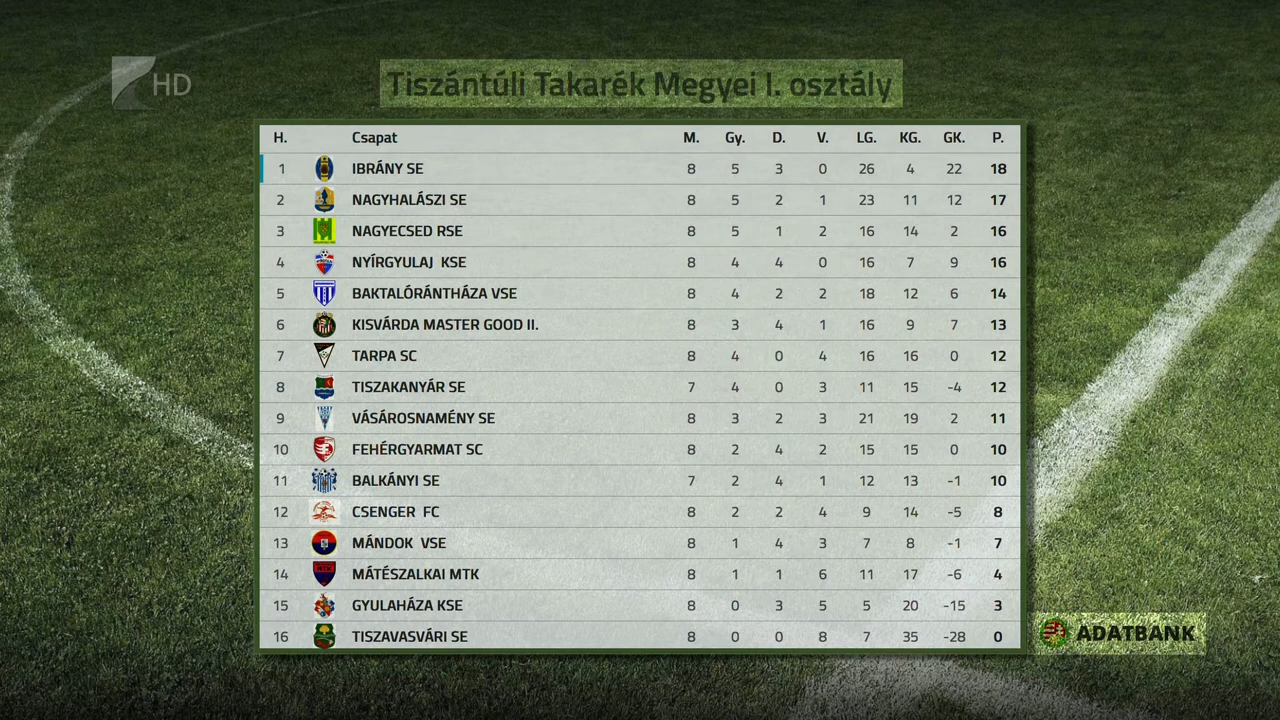 HD
Tiszántúli Takarék Megyei I. osztály
H. Csapat M. Gy. D. V. LG. KG. GK. P.
1 IBRÁNY SE 8 5 3 0 26 4 22 18
2 NAGYHALÁSZI SE 8 5 2 1 23 11 12 17
3 NAGYECSED RSE 8 5 1 2 16 14 2 16
4 NYÍRGYULAJ KSE 8 4 4 0 16 7 9 16
5 BAKTALÓRÁNTHÁZA VSE 8 4 2 2 18 12 6 14
6 KISVÁRDA MASTER GOOD II. 8 3 4 1 16 9 7 13
7 TARPA SC 8 4 0 4 16 16 0 12
8 TISZAKANYÁR SE 7 4 0 3 11 15 -4 12
9 VÁSÁROSNAMÉNY SE 8 3 2 3 21 19 2 11
10 FEHÉRGYARMAT SC 8 2 4 2 15 15 0 10
11 BALKÁNYI SE 7 2 4 1 12 13 -1 10
12 CSENGER FC 8 2 2 4 9 14 -5 8
13 MÁNDOK VSE 8 1 4 3 7 8 -1 7
14 MÁTÉSZALKAI MTK 8 1 1 6 11 17 -6 4
15 GYULAHÁZA KSE 8 0 3 5 5 20 -15 3
16 TISZAVASVÁRI SE 8 0 0 8 7 35 -28 0
ADATBANK